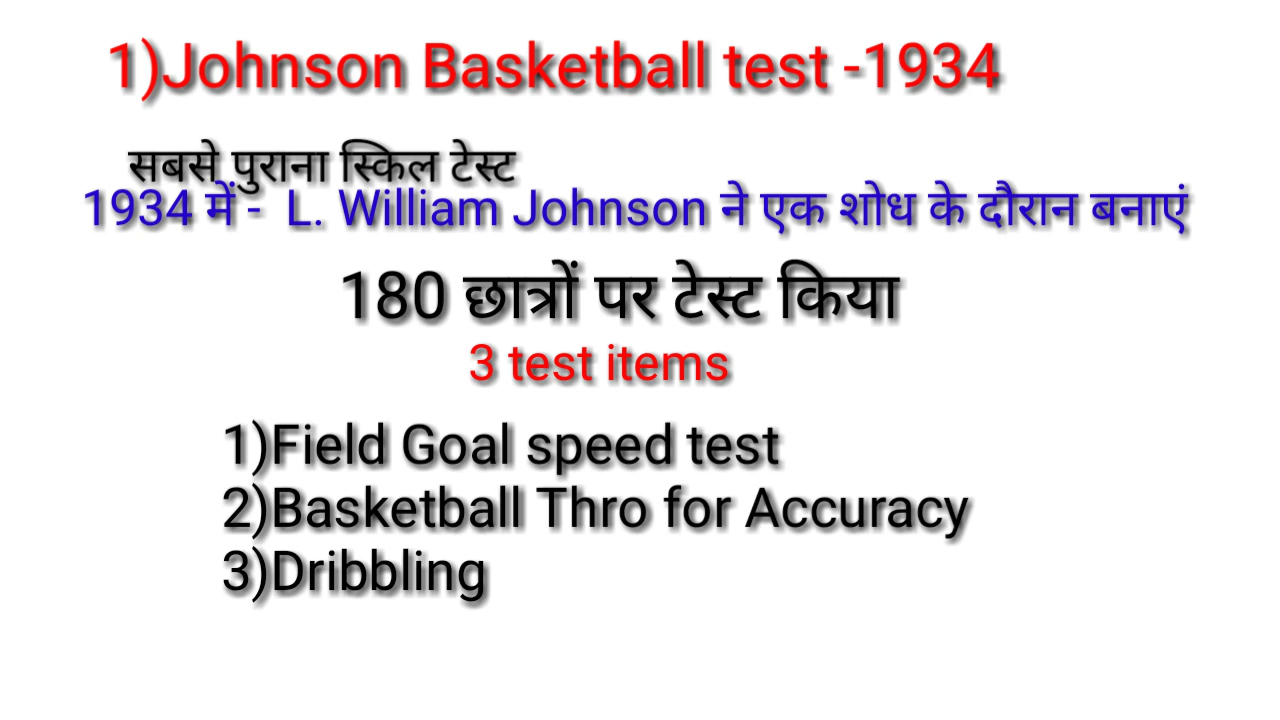 1)Johnson Basketball test -1934
सबसे पुराना स्किल टेस्ट
1934 में - L. William Johnson ने एक शोध के दौरान बनाएं
180 छात्रों पर टेस्ट किया
3 test items
1)Field Goal speed test
2)Basketball Thro for Accuracy
3)Dribbling